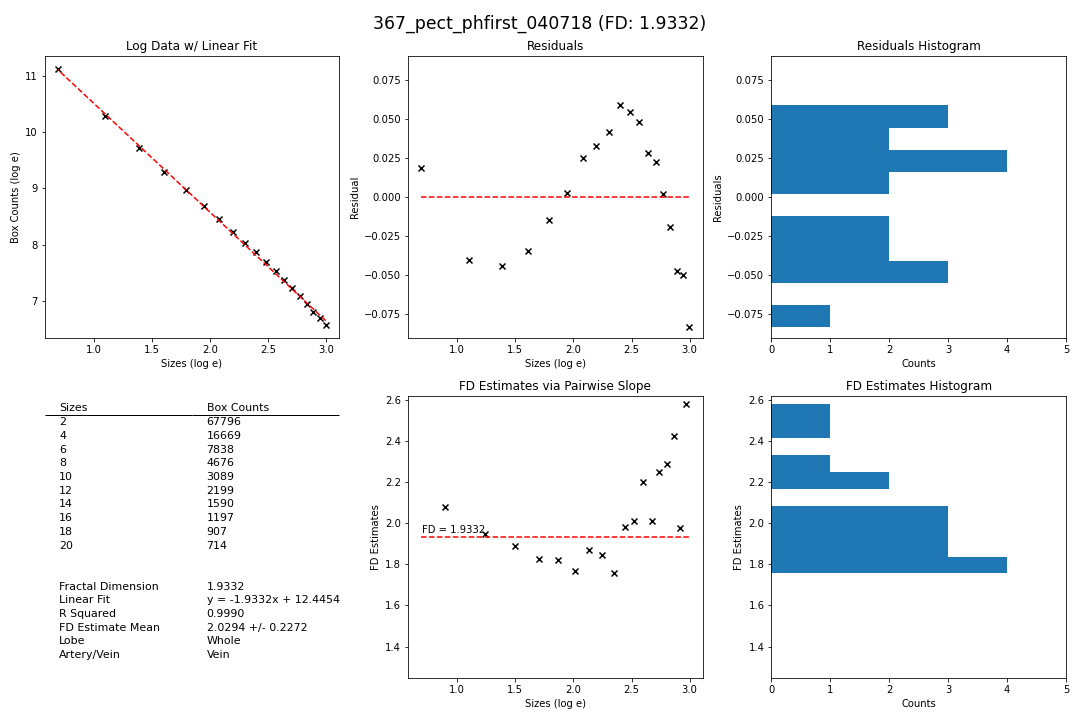 367_pect_phfirst_040718 (FD: 1.9332)
Log Data w/ Linear Fit
11
10
9
8
7
Box Counts (log e)
1.0 1.5 2.0 2.5 3.0
Sizes (log e)
Residuals
0.075
0.050
0.025
0.000
−0.025
−0.050
−0.075
Residual
1.0 1.5 2.0 2.5 3.0
Sizes (log e)
Residuals Histogram
0.075
0.050
0.025
0.000
−0.025
−0.050
−0.075
Residuals
0 1 2 3 4 5
Counts
Sizes Box Counts
2 67796
4 16669
6 7838
8 4676
10 3089
12 2199
14 1590
16 1197
18 907
20 714
Fractal Dimension 1.9332
Linear Fit y = -1.9332x + 12.4454
R Squared 0.9990
FD Estimate Mean 2.0294 +/- 0.2272
Lobe Whole
Artery/Vein Vein
FD Estimates via Pairwise Slope
2.6
2.4
2.2
2.0
1.8
1.6
1.4
FD Estimates
FD = 1.9332
1.0 1.5 2.0 2.5 3.0
Sizes (log e)
FD Estimates Histogram
2.6
2.4
2.2
2.0
1.8
1.6
1.4
FD Estimates
0 1 2 3 4 5
Counts